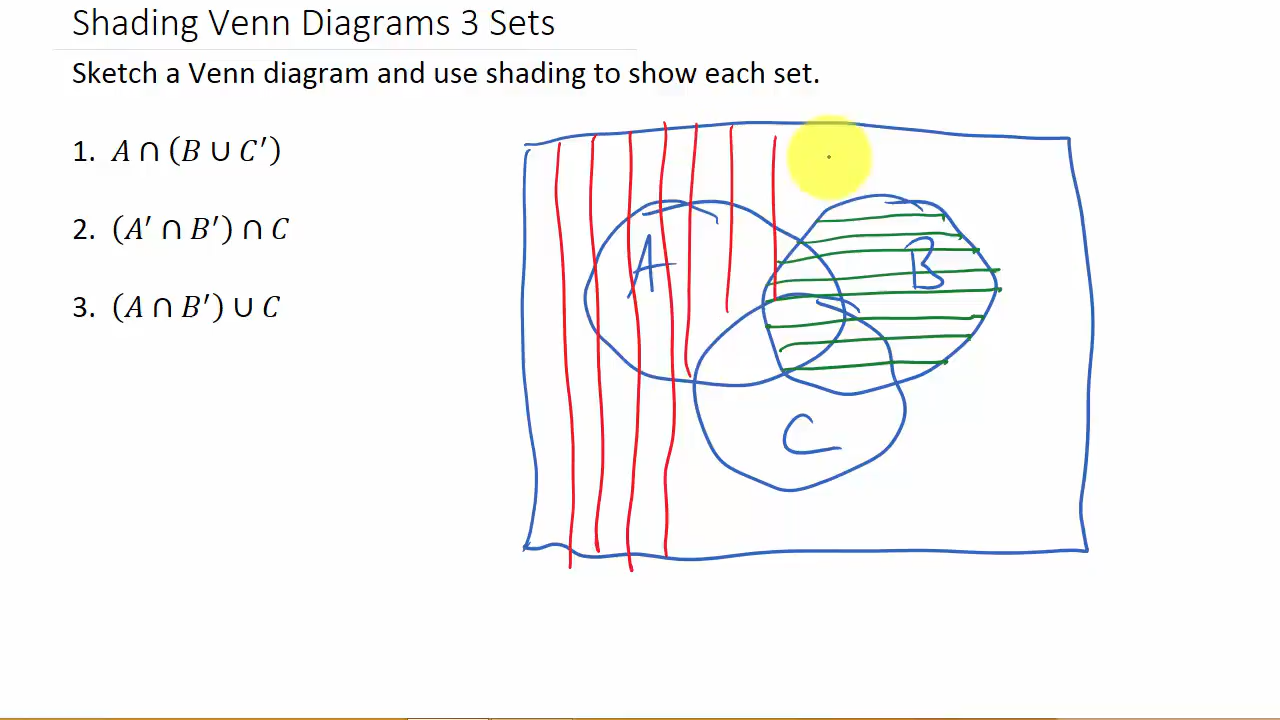 Shading Venn Diagrams 3 Sets
Sketch a Venn diagram and use shading to show each set.
1. A ∩ (B ∪ C′)
2. (A′ ∩ B′) ∩ C
3. (A ∩ B′) ∪ C
A
B
C